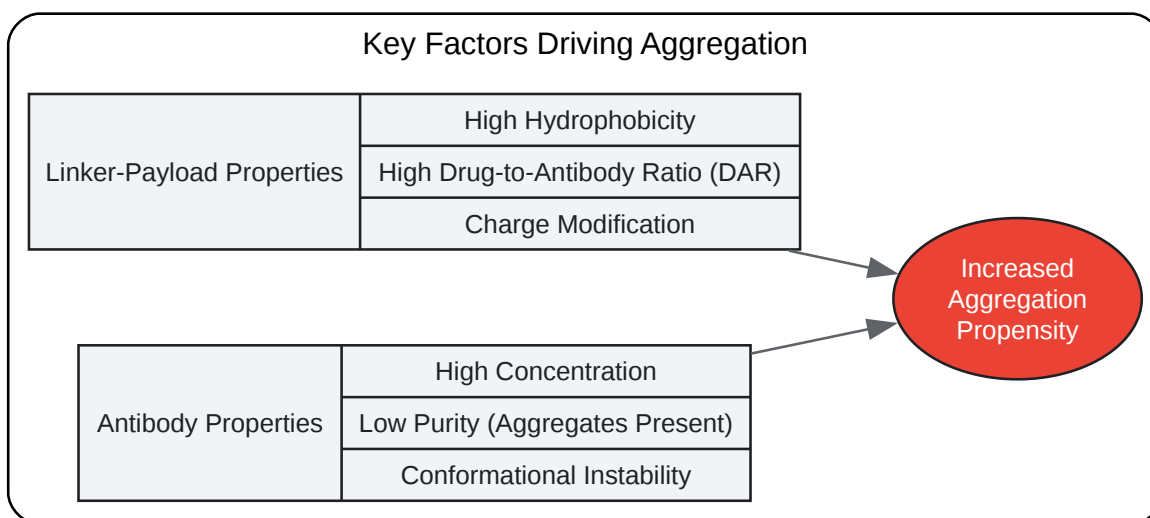 Key Factors Driving Aggregation
Linker-Payload Properties
High Hydrophobicity
High Drug-to-Antibody Ratio (DAR)
Charge Modification
Increased
Aggregation
Propensity
Antibody Properties
High Concentration
Low Purity (Aggregates Present)
Conformational Instability